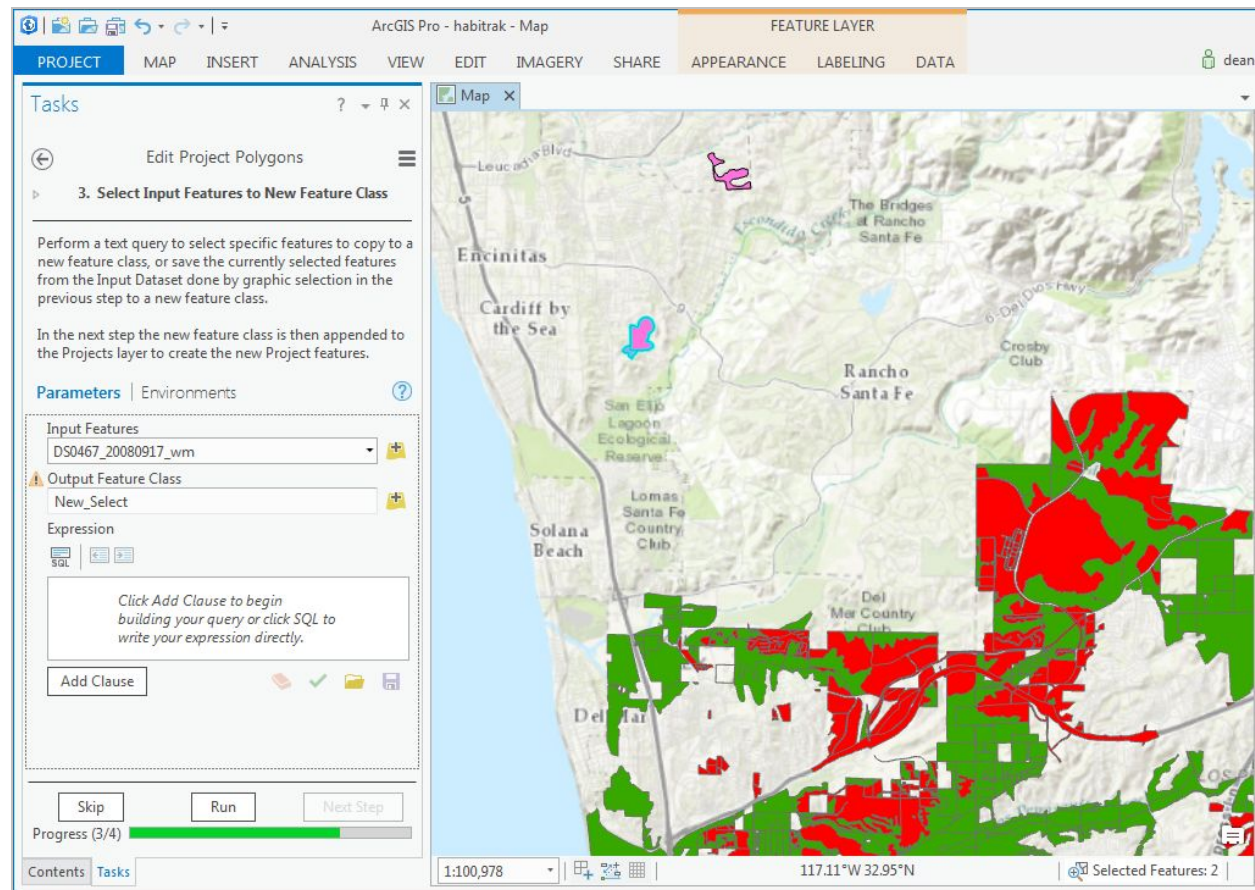 ArcGIS Pro - habitrak - Map
FEATURE LAYER
PROJECT MAP INSERT ANALYSIS VIEW EDIT IMAGERY SHARE APPEARANCE LABELING DATA
dean
Tasks
?
Map
Edit Project Polygons
3. Select Input Features to New Feature Class
Perform a text query to select specific features to copy to a
new feature class, or save the currently selected features
from the Input Dataset done by graphic selection in the
previous step to a new feature class.
In the next step the new feature class is then appended to
the Projects layer to create the new Project features.
Parameters | Environments
?
Input Features
DS0467_20080917_wm
Output Feature Class
New_Select
Expression
SQL
Click Add Clause to begin
building your query or click SQL to
write your expression directly.
Add Clause
Skip
Run
Next Step
Progress (3/4)
Contents
Tasks
Leucadia Blvd
5
The Bridges
at Rancho
Santa Fe
Escondido Creek
Encinitas
Cardiff by
the Sea
Del Dios Hwy
Crosby
Club
Rancho
Santa Fe
San Elijo
Lagoon
Ecological
Reserve
Lomas
Santa Fe
Country
Club
Solana
Beach
Del
Mar Country
Club
Del Mar
1:100,978
117.11°W 32.95°N
Selected Features: 2